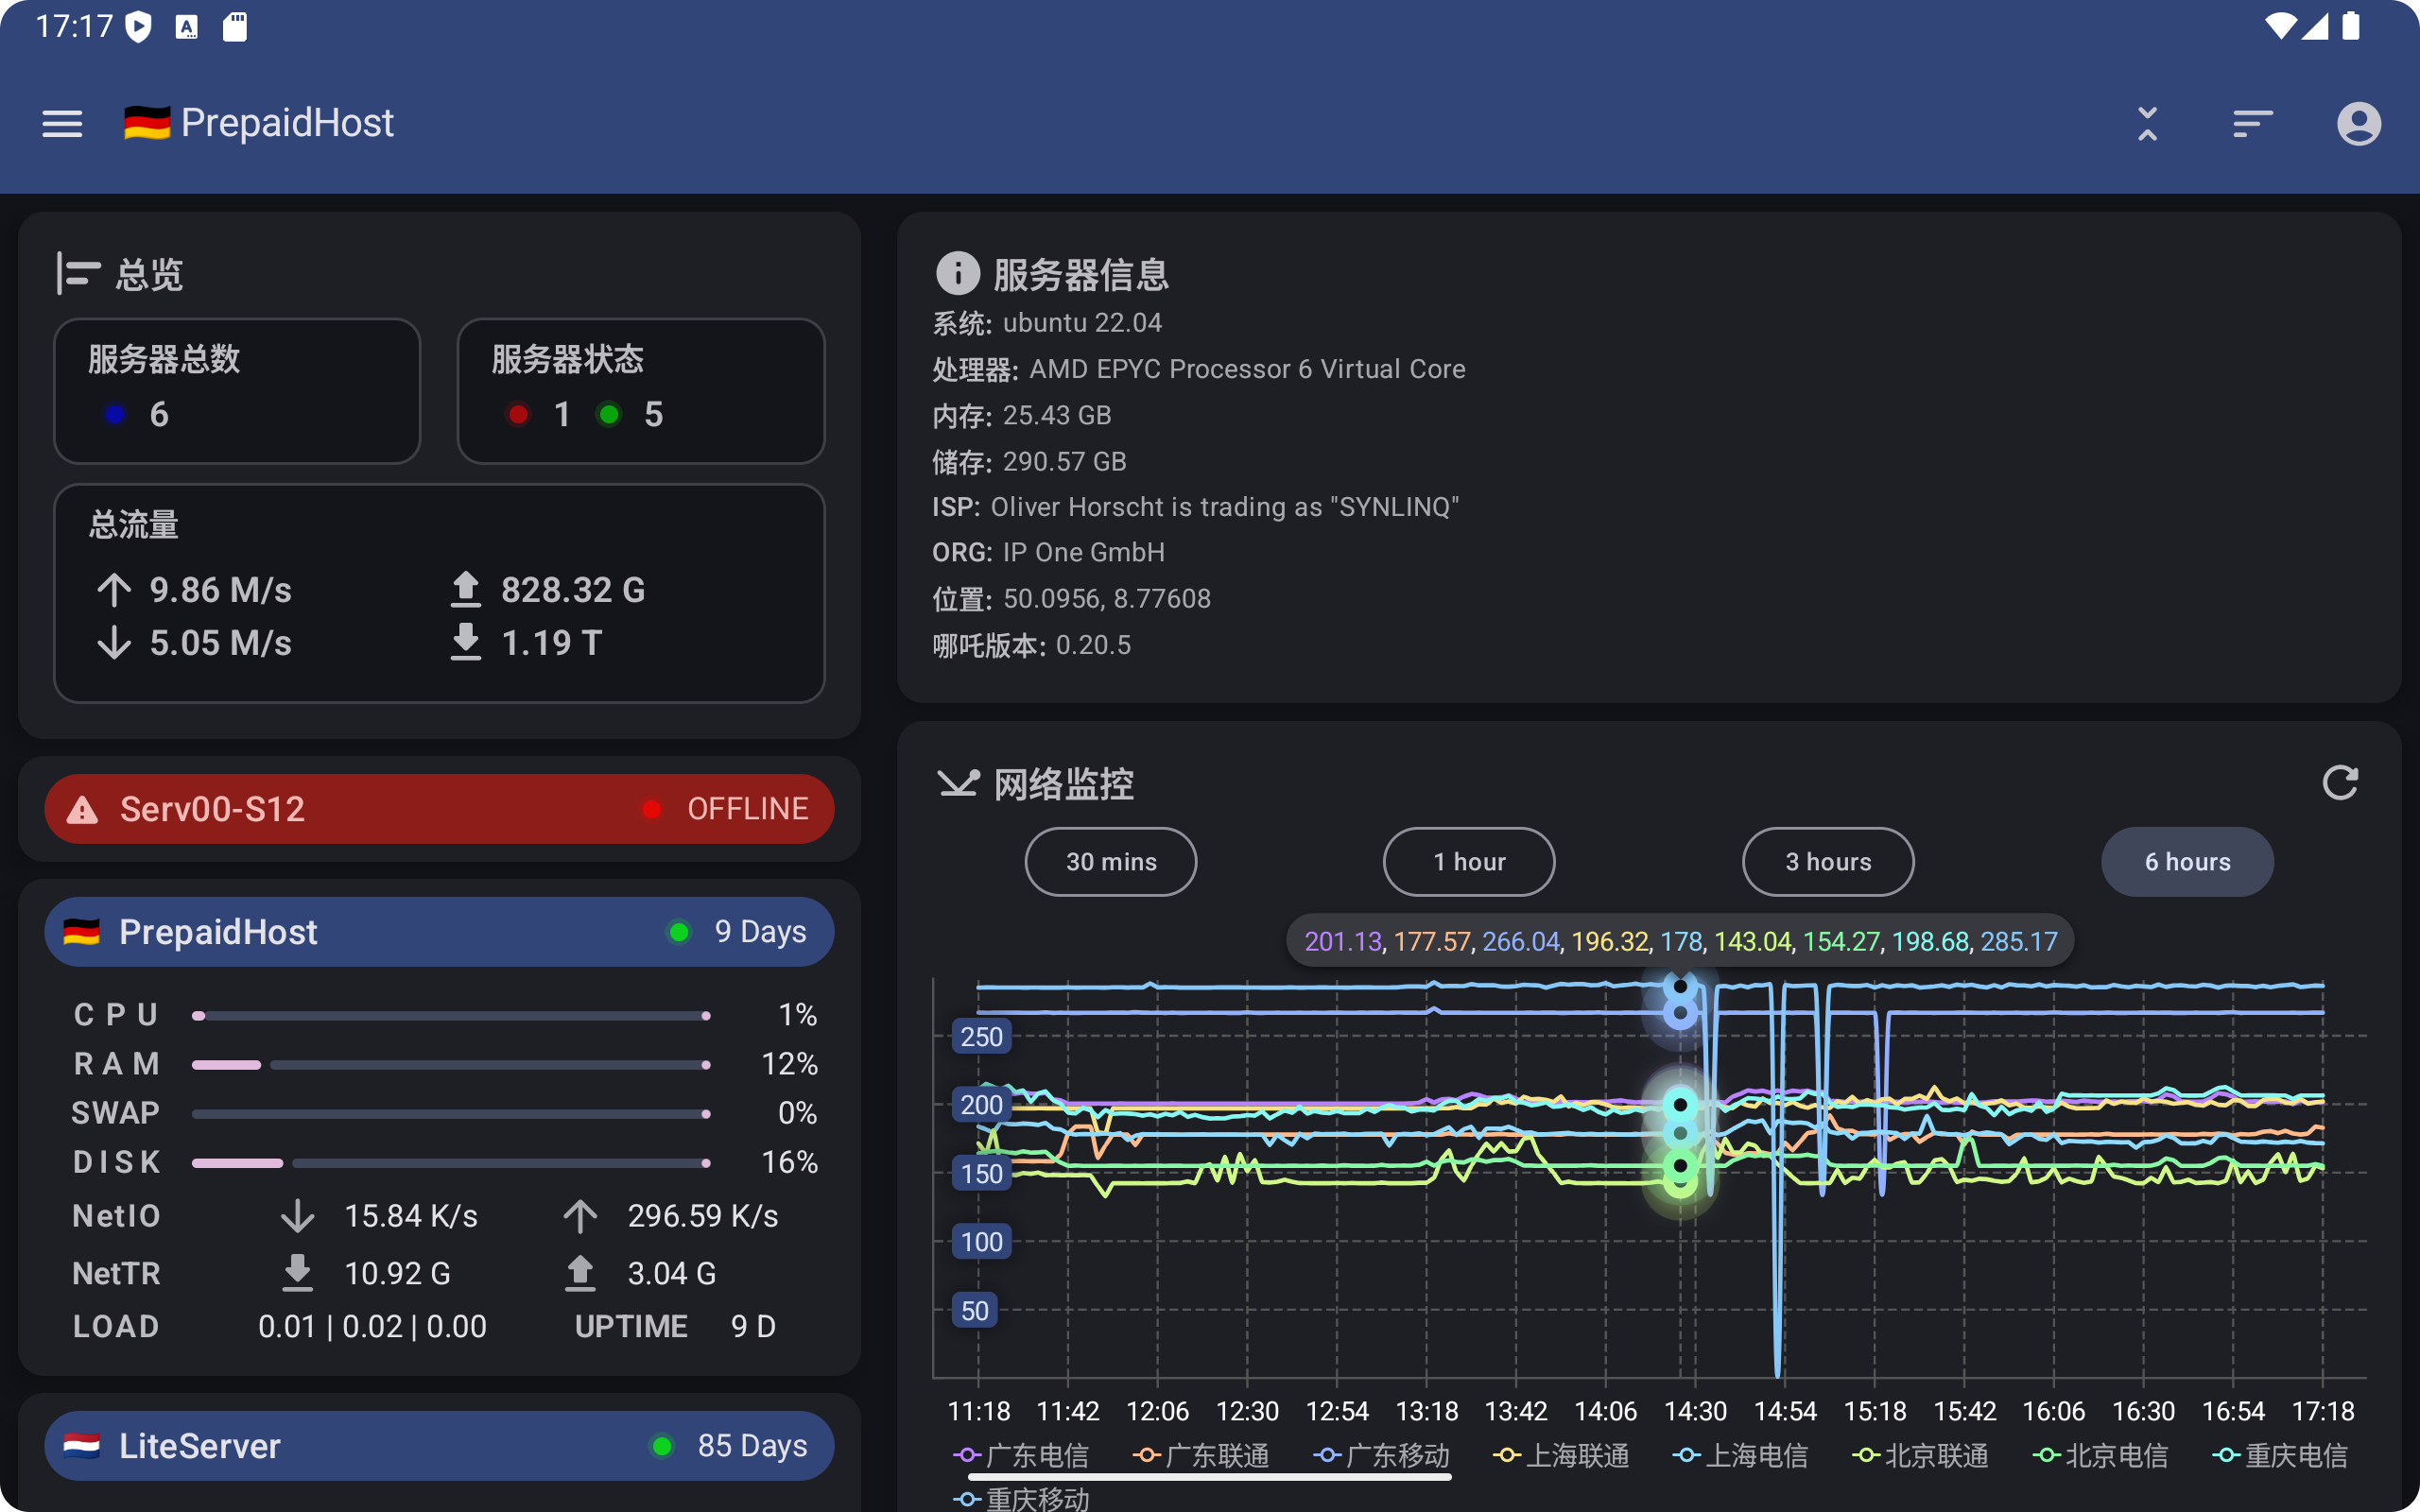 17:17
🇩🇪 PrepaidHost
总览
服务器总数
6
服务器状态
1 5
总流量
9.86 M/s 828.32 G
5.05 M/s 1.19 T
Serv00-S12 OFFLINE
PrepaidHost 9 Days
CPU 1%
RAM 12%
SWAP 0%
DISK 16%
NetIO 15.84 K/s 296.59 K/s
NetTR 10.92 G 3.04 G
LOAD 0.01 | 0.02 | 0.00 UPTIME 9 D
LiteServer 85 Days
服务器信息
系统: ubuntu 22.04
处理器: AMD EPYC Processor 6 Virtual Core
内存: 25.43 GB
储存: 290.57 GB
ISP: Oliver Horscht is trading as "SYNLINQ"
ORG: IP One GmbH
位置: 50.0956, 8.77608
哪吒版本: 0.20.5
网络监控
30 mins 1 hour 3 hours 6 hours
201.13, 177.57, 266.04, 196.32, 178, 143.04, 154.27, 198.68, 285.17
250
200
150
100
50
11:18 11:42 12:06 12:30 12:54 13:18 13:42 14:06 14:30 14:54 15:18 15:42 16:06 16:30 16:54 17:18
广东电信 广东联通 广东移动 上海联通 上海电信 北京联通 北京电信 重庆电信
重庆移动